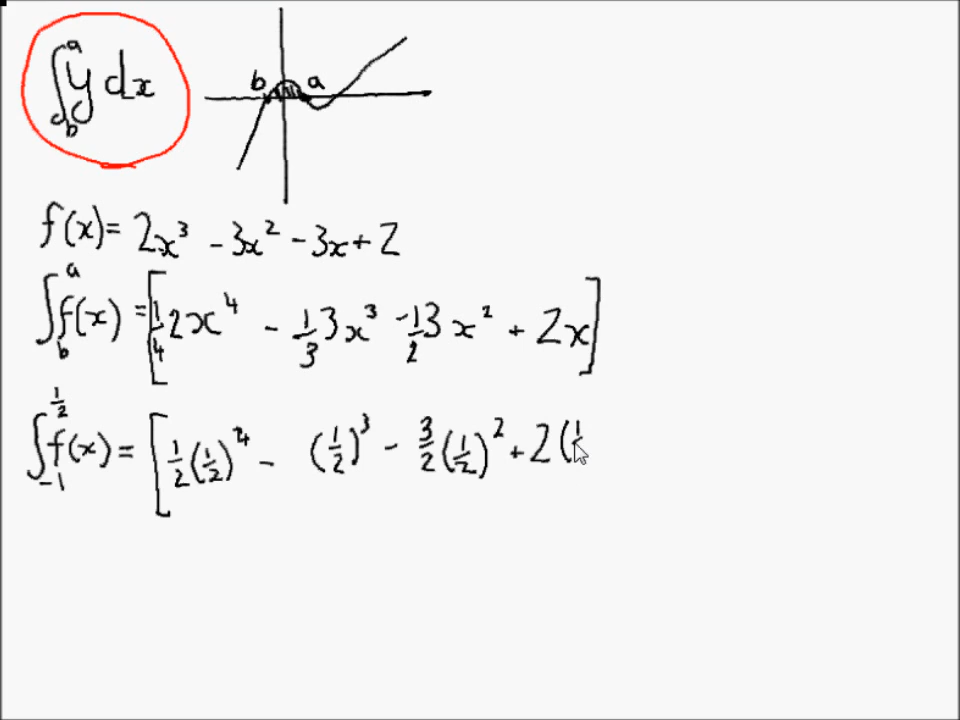 ∫_b^a y dx
b a
f(x) = 2x³ - 3x² - 3x + 2
∫_b^a f(x) = [1/4 2x⁴ - 1/3 3x³ - 1/2 3x² + 2x]
∫_-1^1/2 f(x) = [1/2 (1/2)⁴ - (1/2)³ - 3/2 (1/2)² + 2(1